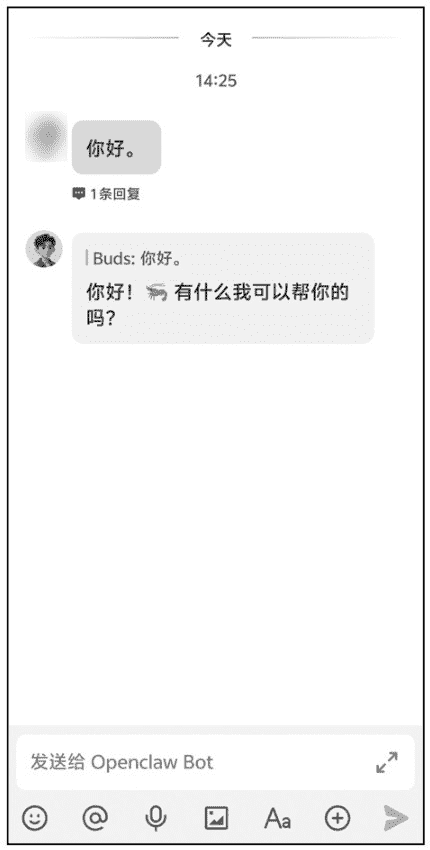 今天
14:25
你好。
1条回复
Buds: 你好。
你好！🦐 有什么我可以帮你的
吗？
发送给 Openclaw Bot
Aa